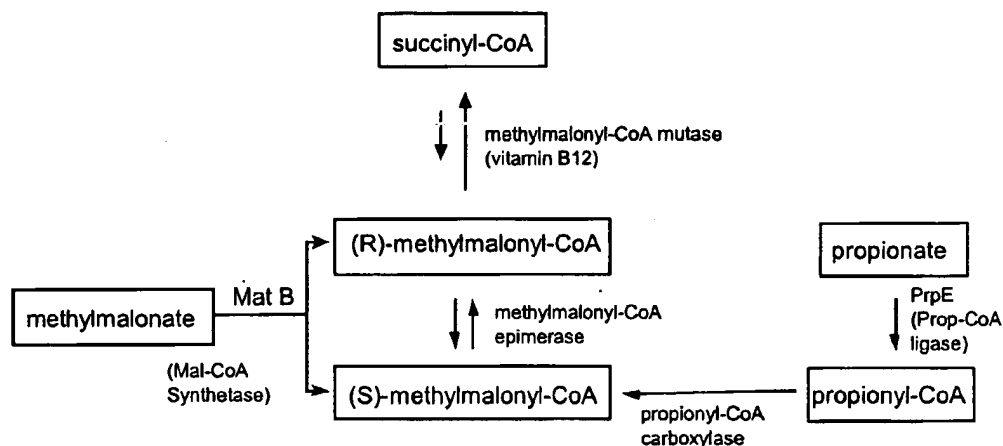 succinyl-CoA
methylmalonyl-CoA mutase
(vitamin B12)
(R)-methylmalonyl-CoA
propionate
Mat B
methylmalonate
methylmalonyl-CoA
epimerase
PrpE
(Prop-CoA
ligase)
(Mal-CoA
Synthetase)
(S)-methylmalonyl-CoA
propionyl-CoA
propionyl-CoA
carboxylase